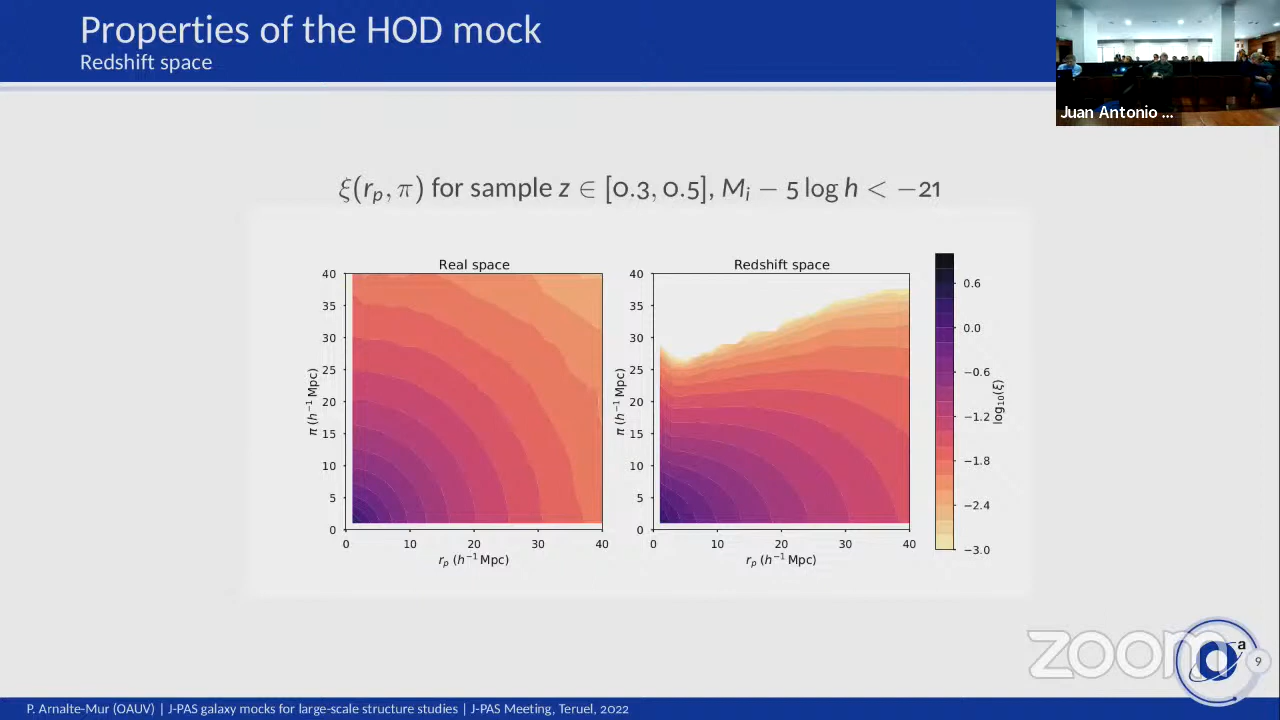 Properties of the HOD mock
Redshift space
Juan Antonio ...
ξ(r_p, π) for sample z ∈ [0.3, 0.5], M_i − 5 log h < −21
Real space
Redshift space
40
35
30
25
20
15
10
5
0
π (h⁻¹ Mpc)
0 10 20 30 40
r_p (h⁻¹ Mpc)
40
35
30
25
20
15
10
5
0
π (h⁻¹ Mpc)
0 10 20 30 40
r_p (h⁻¹ Mpc)
0.6
0.0
−0.6
−1.2
−1.8
−2.4
−3.0
log₁₀(ξ)
zoom
a
9
P. Arnalte-Mur (OAUV) | J-PAS galaxy mocks for large-scale structure studies | J-PAS Meeting, Teruel, 2022